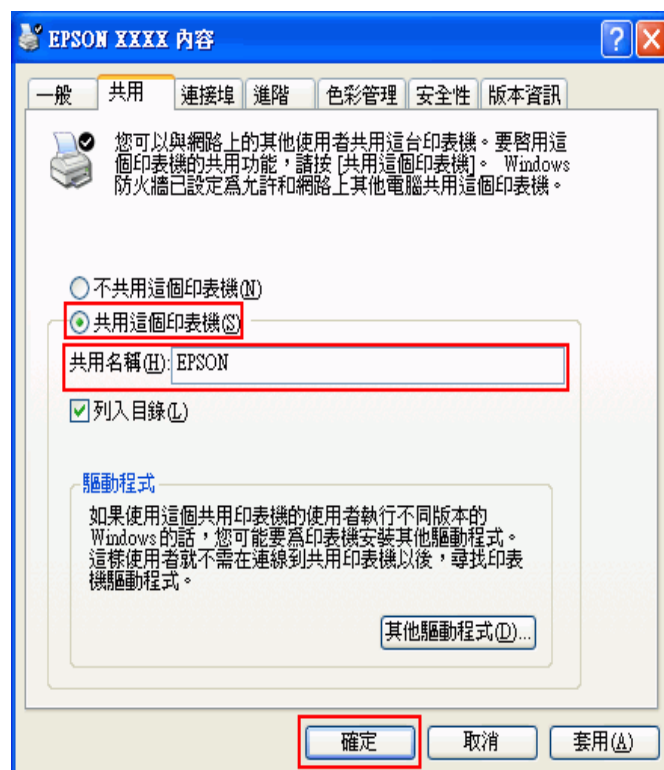 EPSON XXXX 內容
一般 共用 連接埠 進階 色彩管理 安全性 版本資訊
您可以與網路上的其他使用者共用這台印表機。要啓用這
個印表機的共用功能，請按 [共用這個印表機]。 Windows
防火牆已設定爲允許和網路上其他電腦共用這個印表機。
不共用這個印表機(N)
共用這個印表機(S)
共用名稱(H): EPSON
列入目錄(L)
驅動程式
如果使用這個共用印表機的使用者執行不同版本的
Windows 的話，您可能要爲印表機安裝其他驅動程式。
這樣使用者就不需在連線到共用印表機以後，尋找印表
機驅動程式。
其他驅動程式(D)...
確定 取消 套用(A)